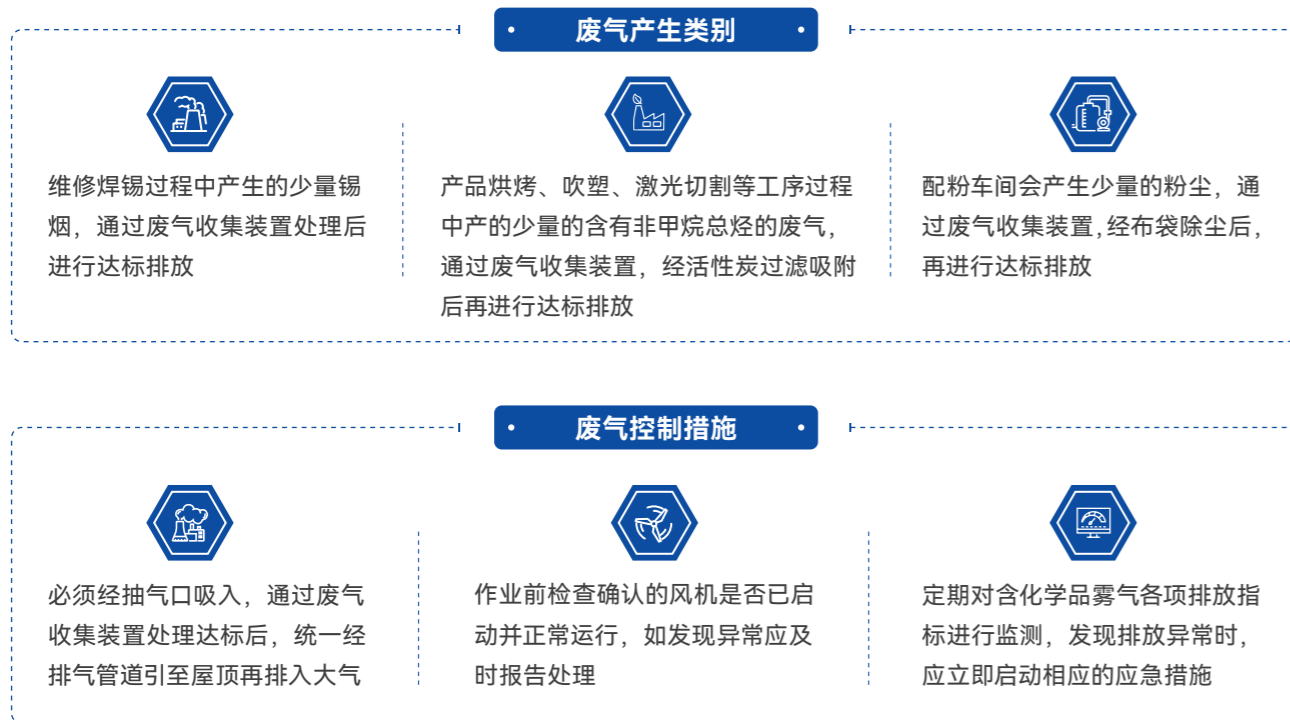 废气产生类别
维修焊锡过程中产生的少量锡
烟，通过废气收集装置处理后
进行达标排放
产品烘烤、吹塑、激光切割等工序过程
中产的少量的含有非甲烷总烃的废气，
通过废气收集装置，经活性炭过滤吸附
后再进行达标排放
配粉车间会产生少量的粉尘，通
过废气收集装置，经布袋除尘后，
再进行达标排放
废气控制措施
必须经抽气口吸入，通过废气
收集装置处理达标后，统一经
排气管道引至屋顶再排入大气
作业前检查确认的风机是否已启
动并正常运行，如发现异常应及
时报告处理
定期对含化学品雾气各项排放指
标进行监测，发现排放异常时，
应立即启动相应的应急措施